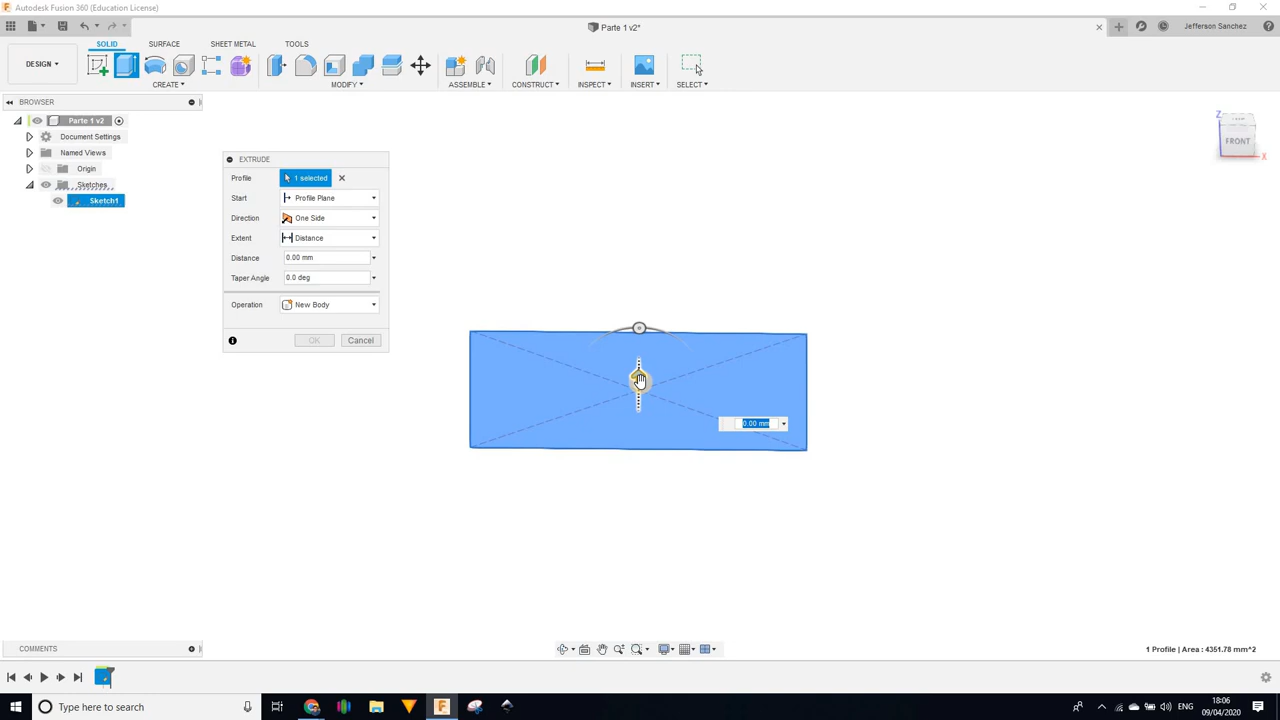 Autodesk Fusion 360 (Education License)
Parte 1 v2*
Jefferson Sanchez
DESIGN
SOLID
SURFACE
SHEET METAL
TOOLS
CREATE
MODIFY
ASSEMBLE
CONSTRUCT
INSPECT
INSERT
SELECT
BROWSER
Parte 1 v2
Document Settings
Named Views
Origin
Sketches
Sketch1
EXTRUDE
Profile 1 selected
Start Profile Plane
Direction One Side
Extent Distance
Distance 0.00 mm
Taper Angle 0.0 deg
Operation New Body
OK Cancel
Z
FRONT
X
0.00 mm
COMMENTS
1 Profile | Area : 4351.78 mm^2
Type here to search
ENG
18:06
09/04/2020